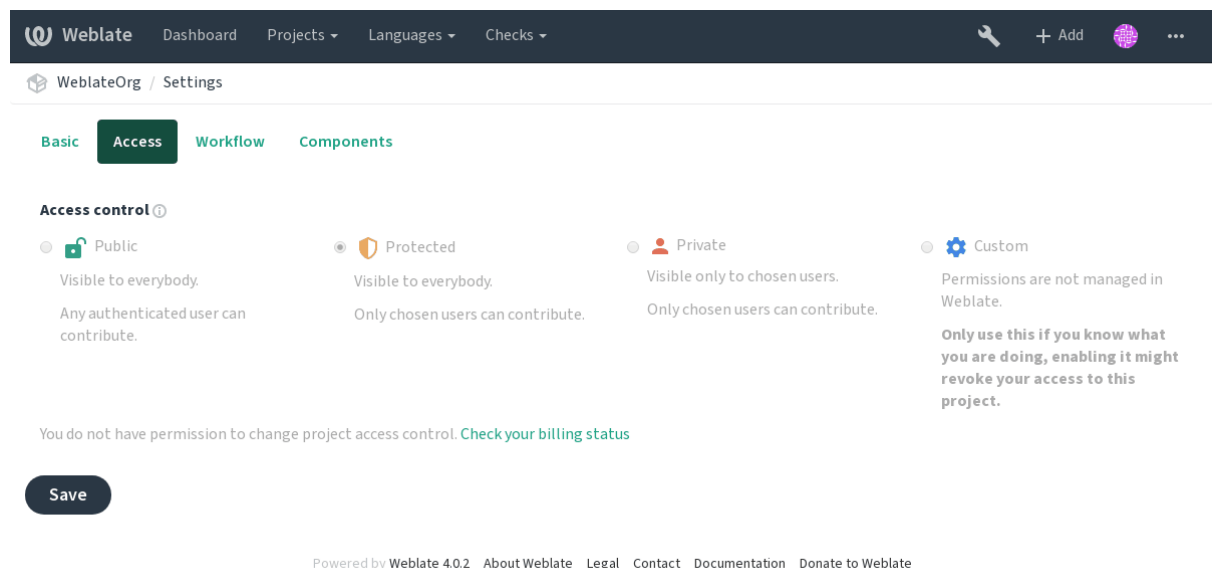 Weblate Dashboard Projects Languages Checks Add
WeblateOrg / Settings
Basic Access Workflow Components
Access control
Public
Visible to everybody.
Any authenticated user can
contribute.
Protected
Visible to everybody.
Only chosen users can contribute.
Private
Visible only to chosen users.
Only chosen users can contribute.
Custom
Permissions are not managed in
Weblate.
Only use this if you know what
you are doing, enabling it might
revoke your access to this
project.
You do not have permission to change project access control. Check your billing status
Save
Powered by Weblate 4.0.2 About Weblate Legal Contact Documentation Donate to Weblate